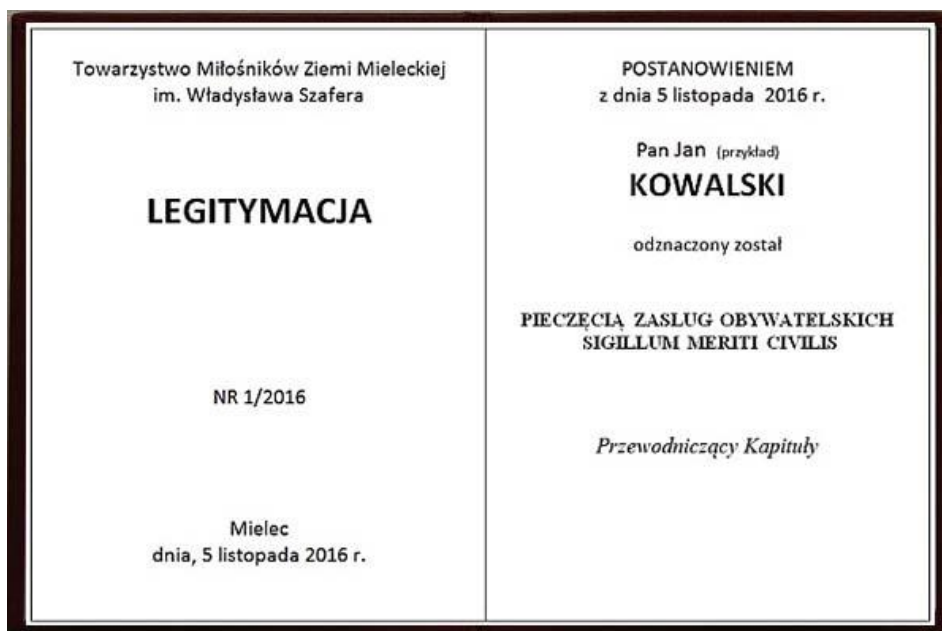 Towarzystwo Miłośników Ziemi Mieleckiej
im. Władysława Szafera
LEGITYMACJA
NR 1/2016
Mielec
dnia, 5 listopada 2016 r.
POSTANOWIENIEM
z dnia 5 listopada 2016 r.
Pan Jan (przykład)
KOWALSKI
odznaczony został
PIECZĘCIĄ ZASLUG OBYWATELSKICH
SIGILLUM MERITI CIVILIS
Przewodniczący Kapituły